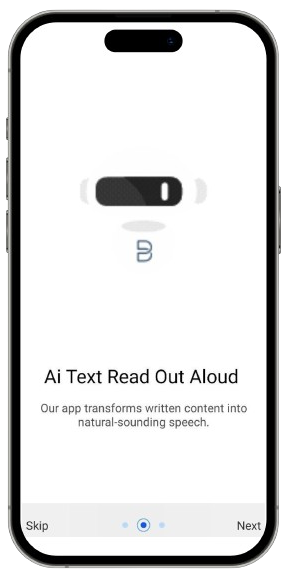 B
Ai Text Read Out Aloud
Our app transforms written content into
natural-sounding speech.
Skip
Next